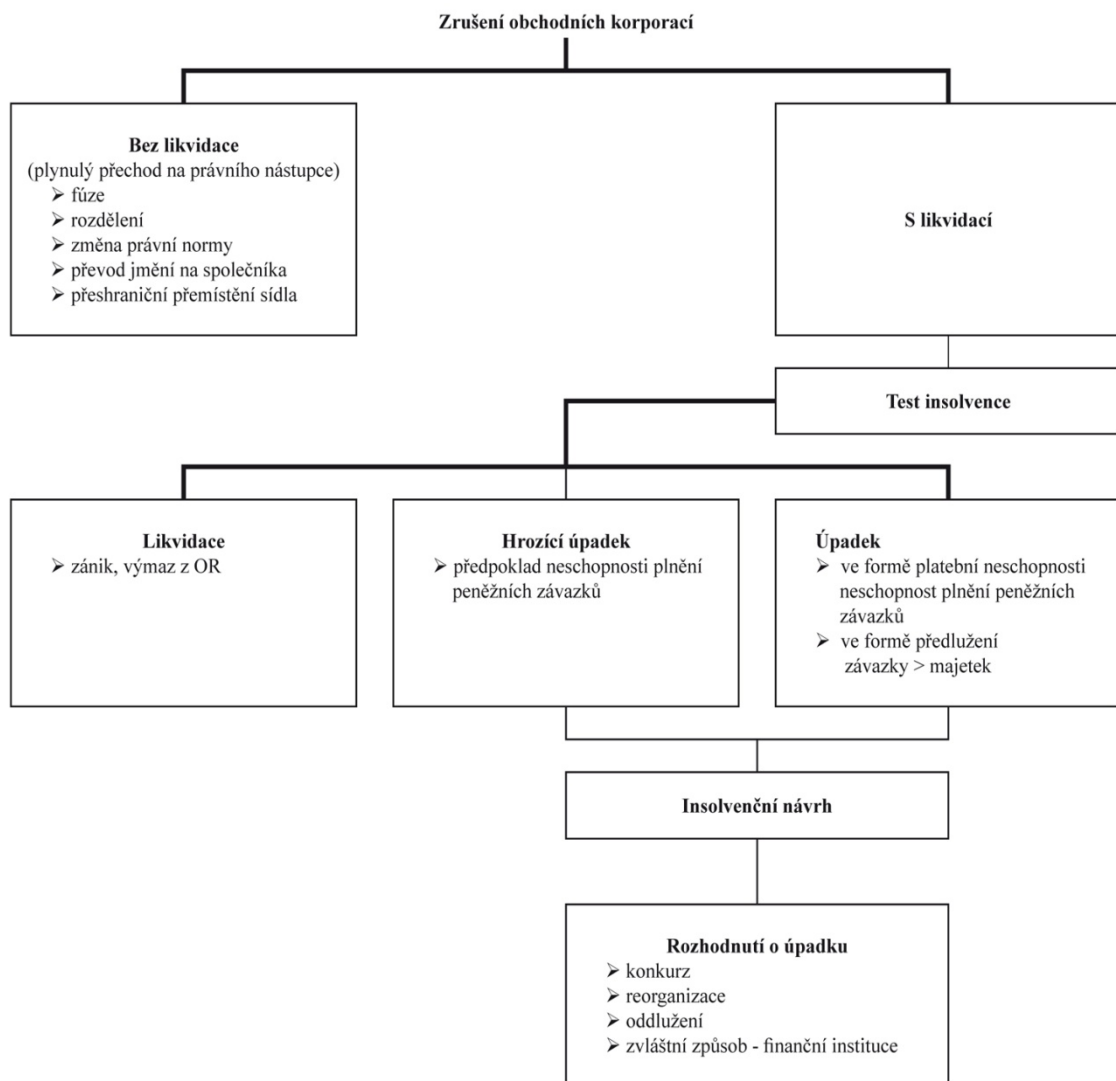 Zrušení obchodních korporací
Bez likvidace
(plynulý přechod na právního nástupce)
➢ fúze
➢ rozdělení
➢ změna právní normy
➢ převod jmění na společníka
➢ přeshraniční přemístění sídla
S likvidací
Test insolvence
Likvidace
➢ zánik, výmaz z OR
Hrozící úpadek
➢ předpoklad neschopnosti plnění
peněžních závazků
Úpadek
➢ ve formě platební neschopnosti
neschopnost plnění peněžních
závazků
➢ ve formě předlužení
závazky > majetek
Insolvenční návrh
Rozhodnutí o úpadku
➢ konkurz
➢ reorganizace
➢ oddlužení
➢ zvláštní způsob - finanční instituce